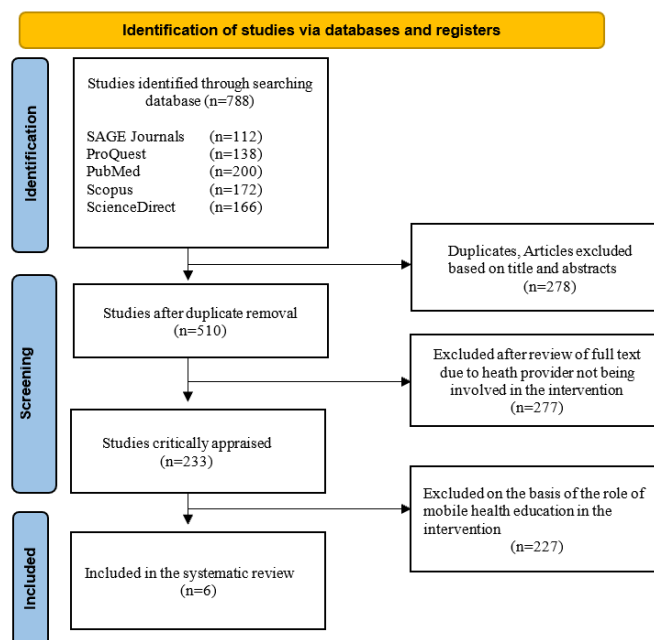 Identification of studies via databases and registers
Identification
Studies identified through searching
database (n=788)
SAGE Journals (n=112)
ProQuest (n=138)
PubMed (n=200)
Scopus (n=172)
ScienceDirect (n=166)
Duplicates, Articles excluded
based on title and abstracts
(n=278)
Screening
Studies after duplicate removal
(n=510)
Excluded after review of full text
due to heath provider not being
involved in the intervention
(n=277)
Studies critically appraised
(n=233)
Excluded on the basis of the role of
mobile health education in the
intervention
(n=227)
Included
Included in the systematic review
(n=6)